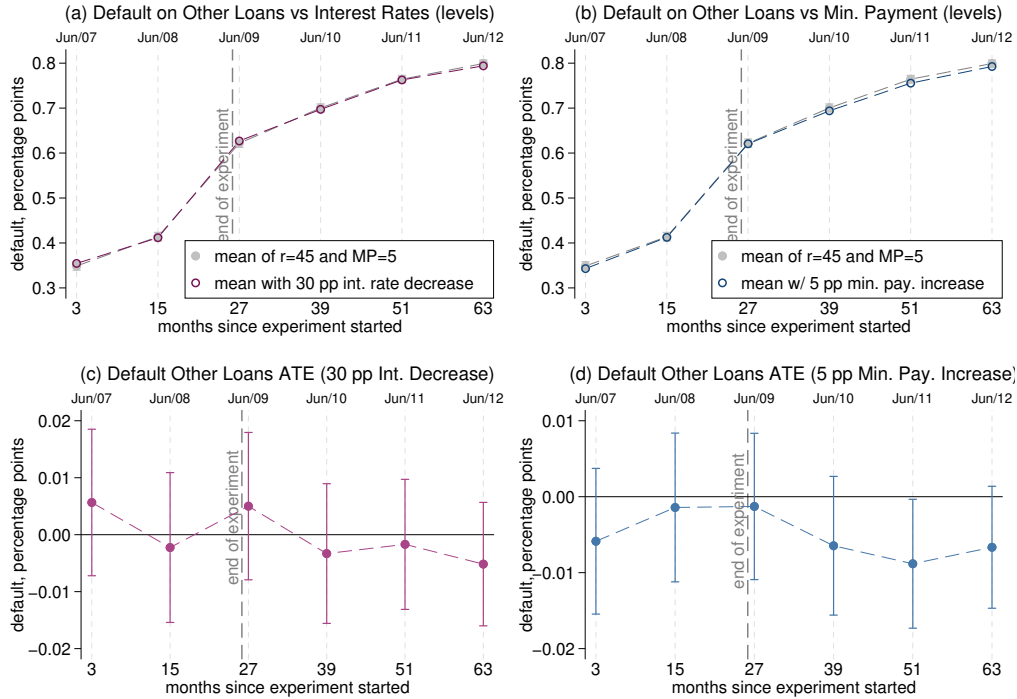 (a) Default on Other Loans vs Interest Rates (levels)
Jun/07 Jun/08 Jun/09 Jun/10 Jun/11 Jun/12
default, percentage points
0.8
0.7
0.6
0.5
0.4
0.3
end of experiment
mean of r=45 and MP=5
mean with 30 pp int. rate decrease
3 15 27 39 51 63
months since experiment started
(b) Default on Other Loans vs Min. Payment (levels)
Jun/07 Jun/08 Jun/09 Jun/10 Jun/11 Jun/12
default, percentage points
0.8
0.7
0.6
0.5
0.4
0.3
end of experiment
mean of r=45 and MP=5
mean w/ 5 pp min. pay. increase
3 15 27 39 51 63
months since experiment started
(c) Default Other Loans ATE (30 pp Int. Decrease)
Jun/07 Jun/08 Jun/09 Jun/10 Jun/11 Jun/12
default, percentage points
0.02
0.01
0.00
−0.01
−0.02
end of experiment
3 15 27 39 51 63
months since experiment started
(d) Default Other Loans ATE (5 pp Min. Pay. Increase)
Jun/07 Jun/08 Jun/09 Jun/10 Jun/11 Jun/12
default, percentage points
0.01
0.00
−0.01
−0.02
end of experiment
3 15 27 39 51 63
months since experiment started